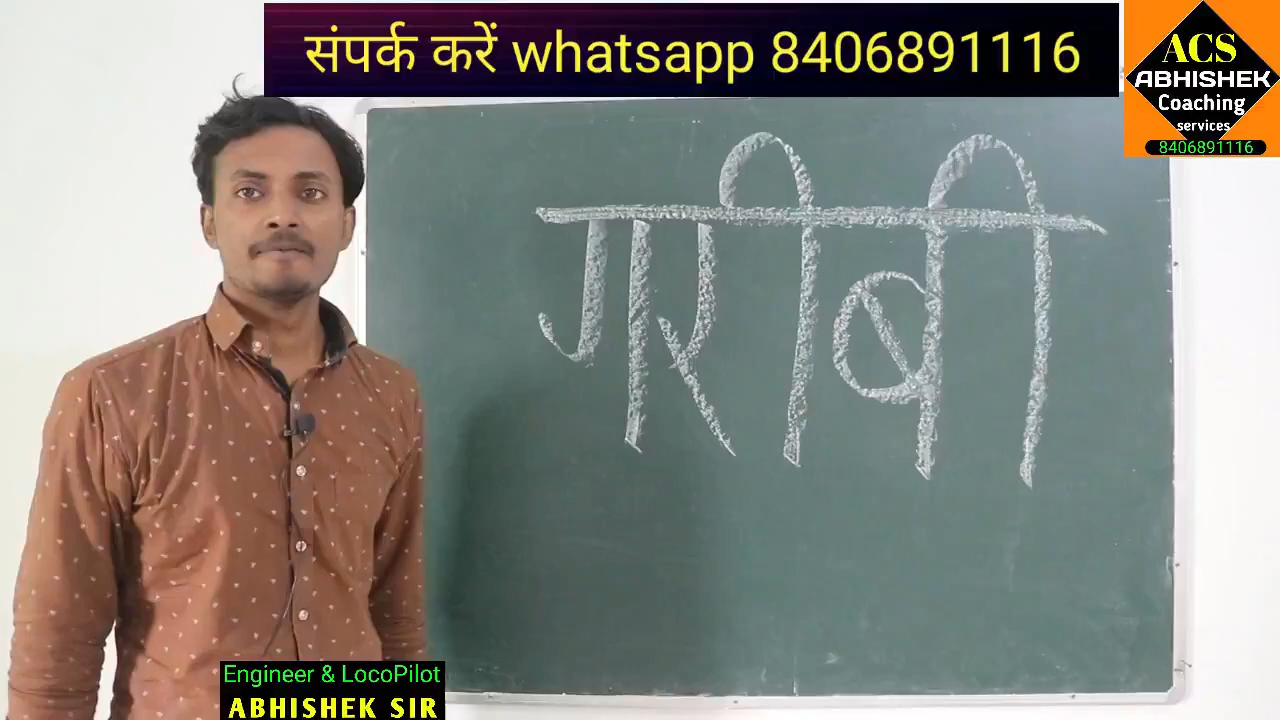 संपर्क करें whatsapp 8406891116
ACS
ABHISHEK
Coaching
services
8406891116
गरीबी
Engineer & LocoPilot
ABHISHEK SIR